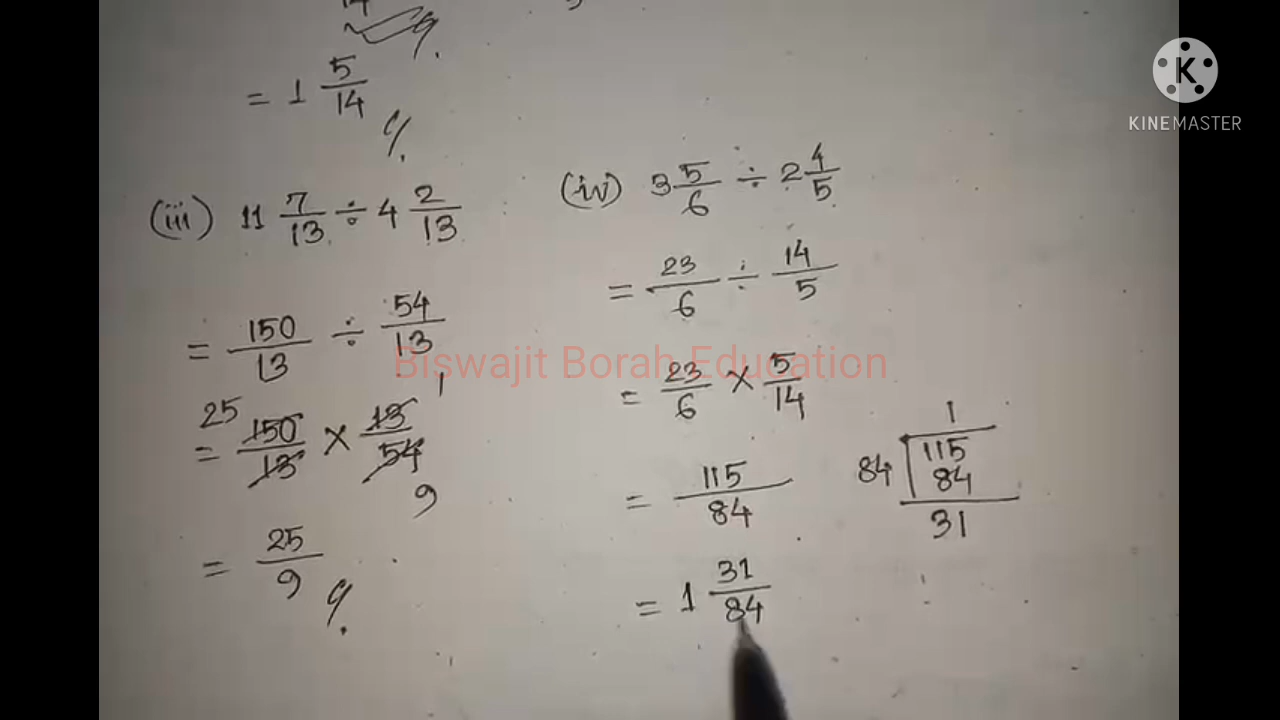 = 1 5/14
(iii) 11 7/13 ÷ 4 2/13
= 150/13 ÷ 54/13
= 150/13 × 13/54
25 1 9
= 25/9
(iv) 3 5/6 ÷ 2 4/5
= 23/6 ÷ 14/5
= 23/6 × 5/14
= 115/84
= 1 31/84
1
84 115
84
31
Biswajit Borah Education
K
KINEMASTER